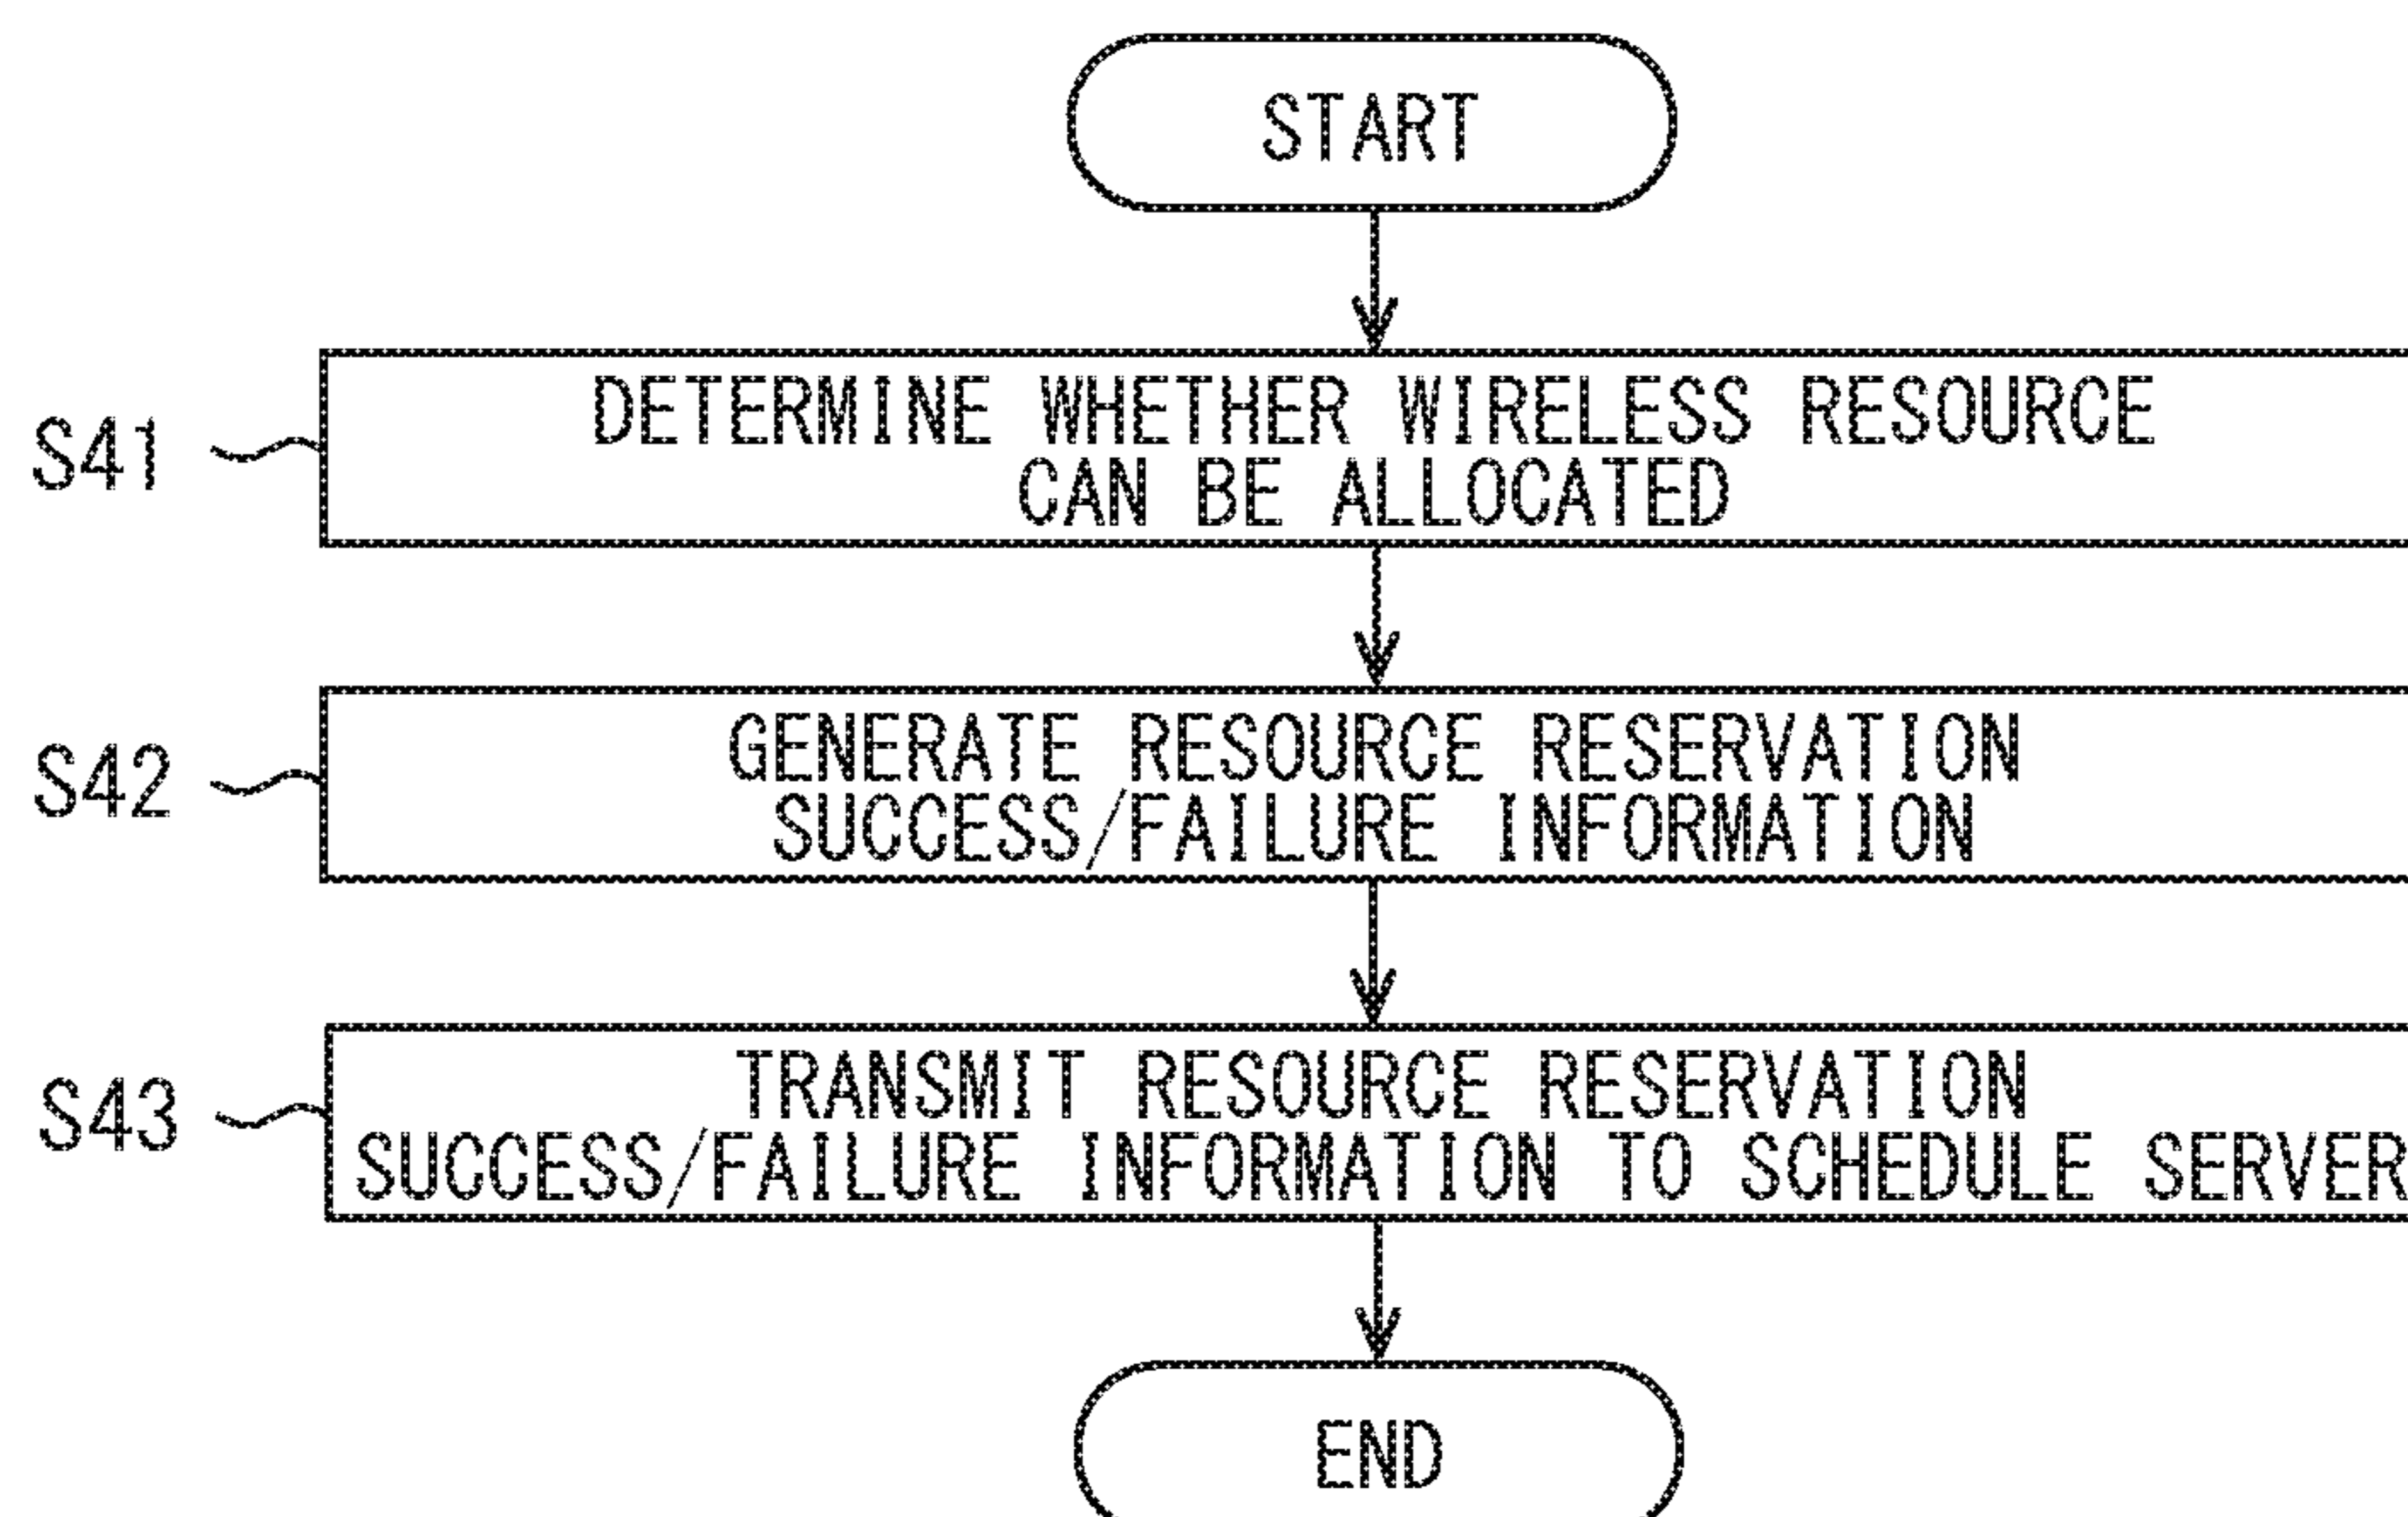 START
S41
DETERMINE WHETHER WIRELESS RESOURCE
CAN BE ALLOCATED
S42
GENERATE RESOURCE RESERVATION
SUCCESS/FAILURE INFORMATION
S43
TRANSMIT RESOURCE RESERVATION
SUCCESS/FAILURE INFORMATION TO SCHEDULE SERVER
END